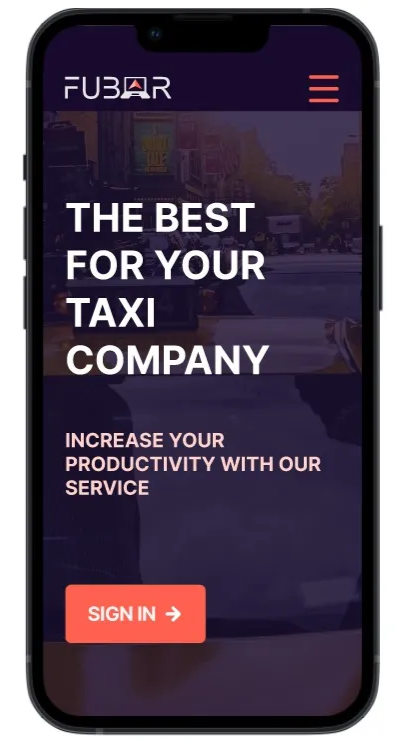 FUBAR
THE BEST
FOR YOUR
TAXI
COMPANY
INCREASE YOUR
PRODUCTIVITY WITH OUR
SERVICE
SIGN IN →